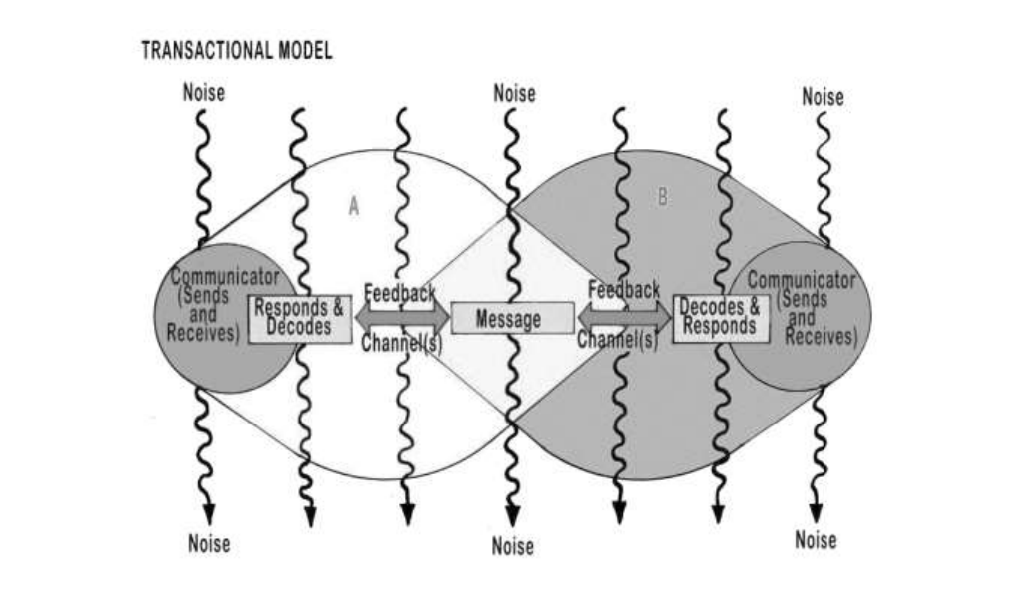 TRANSACTIONAL MODEL
Noise
Noise
Noise
A
B
Communicator
(Sends
and
Receives)
Responds &
Decodes
Feedback
Channel(s)
Message
Feedback
Channel(s)
Decodes &
Responds
Communicator
(Sends
and
Receives)
Noise
Noise
Noise